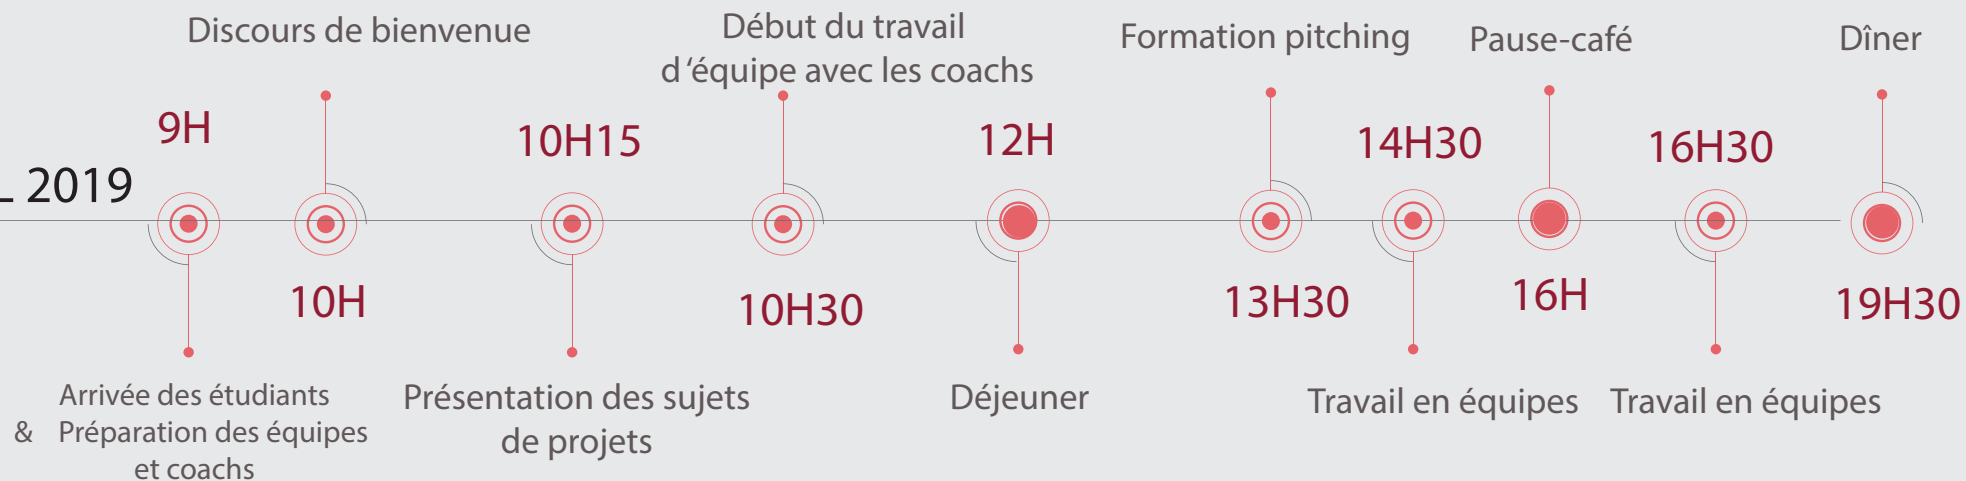 Discours de bienvenue
Début du travail
d 'équipe avec les coachs
Formation pitching
Pause-café
Dîner
9H
10H15
12H
14H30
16H30
L 2019
10H
10H30
13H30
16H
19H30
Arrivée des étudiants
& Préparation des équipes
et coachs
Présentation des sujets
de projets
Déjeuner
Travail en équipes
Travail en équipes